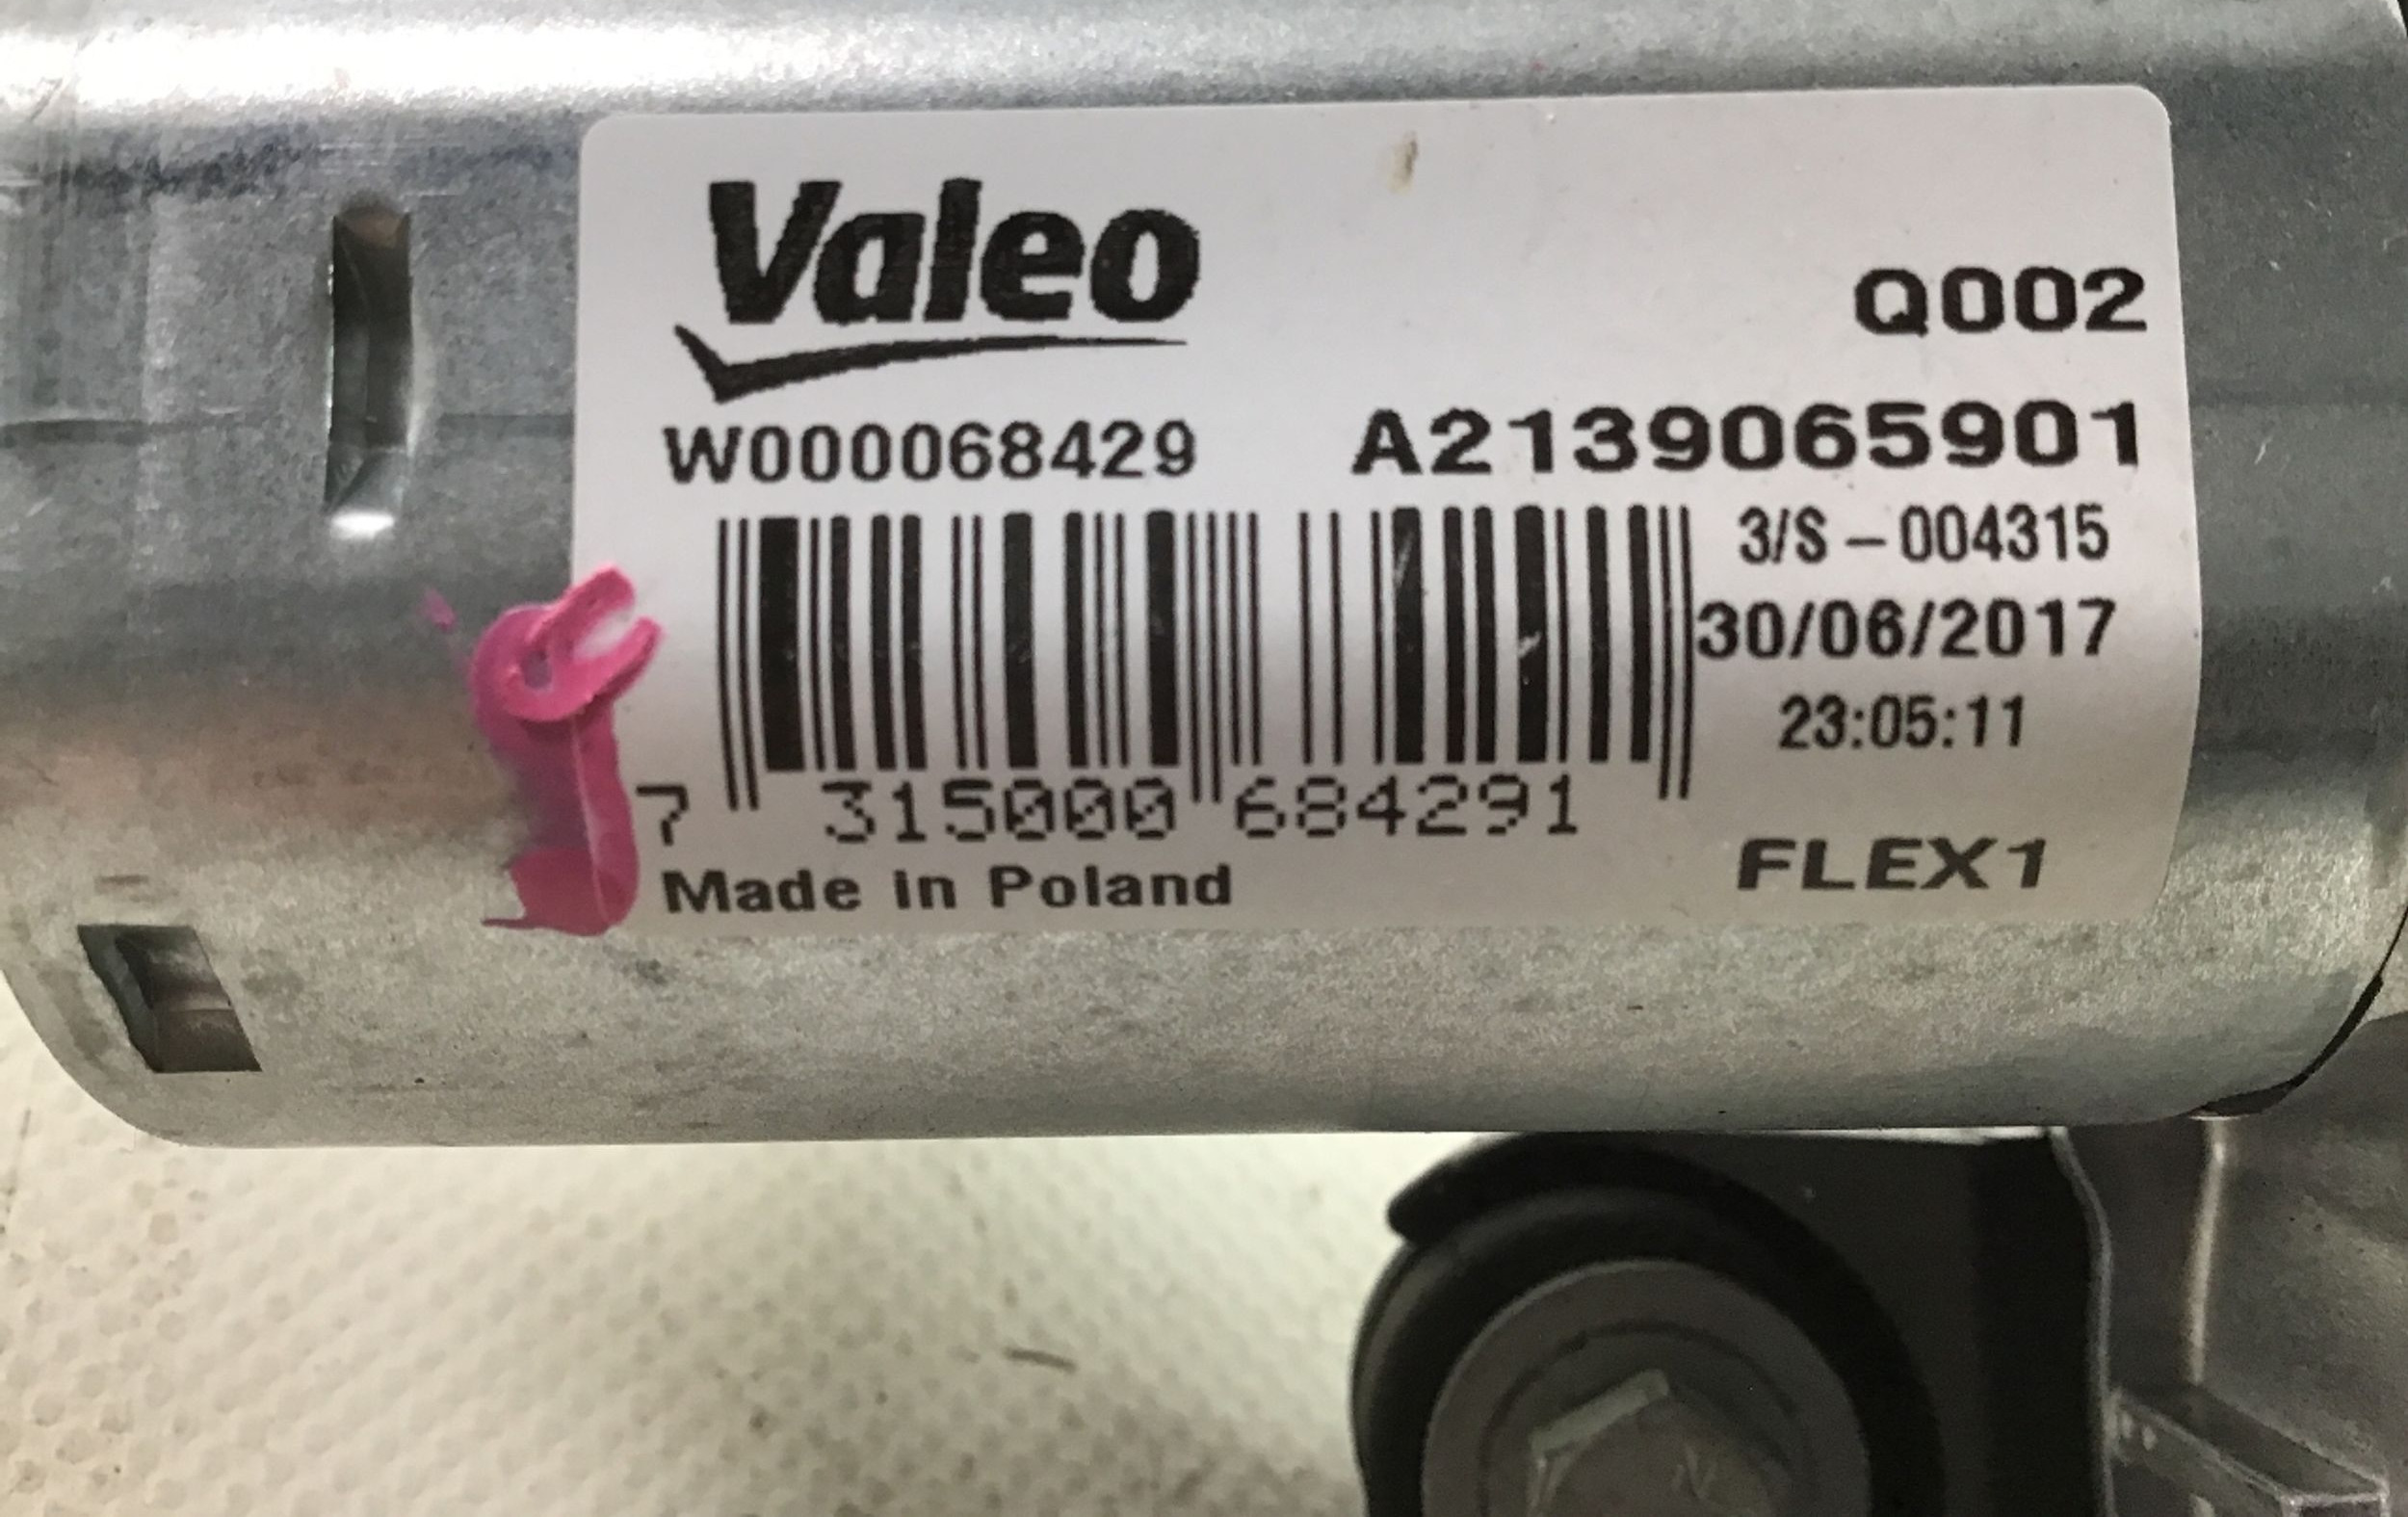 Valeo
Q002
W000068429 A2139065901
3/S – 004315
30/06/2017
23:05:11
7 315000 684291
FLEX1
Made in Poland